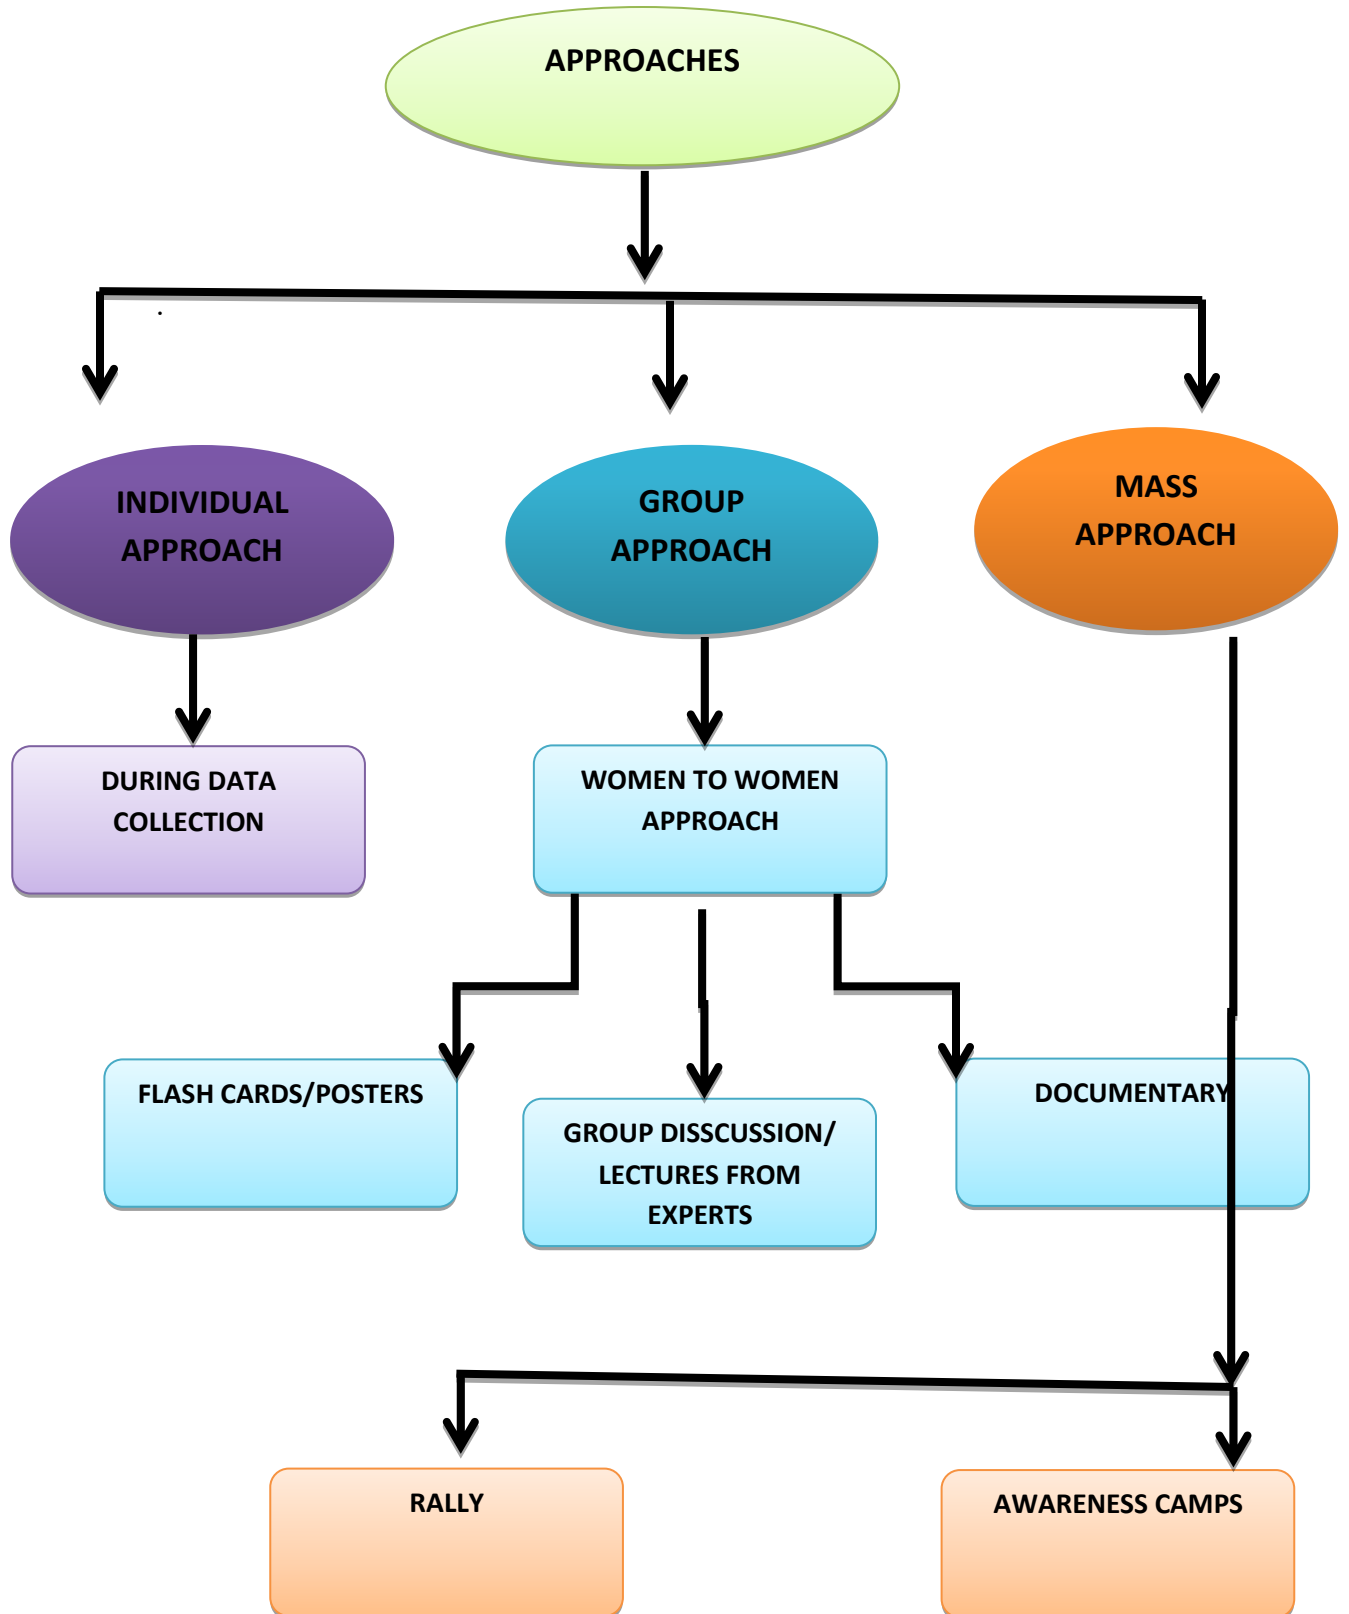 APPROACHES
INDIVIDUAL
APPROACH
GROUP
APPROACH
MASS
APPROACH
DURING DATA
COLLECTION
WOMEN TO WOMEN
APPROACH
FLASH CARDS/POSTERS
GROUP DISSCUSSION/
LECTURES FROM
EXPERTS
DOCUMENTARY
RALLY
AWARENESS CAMPS